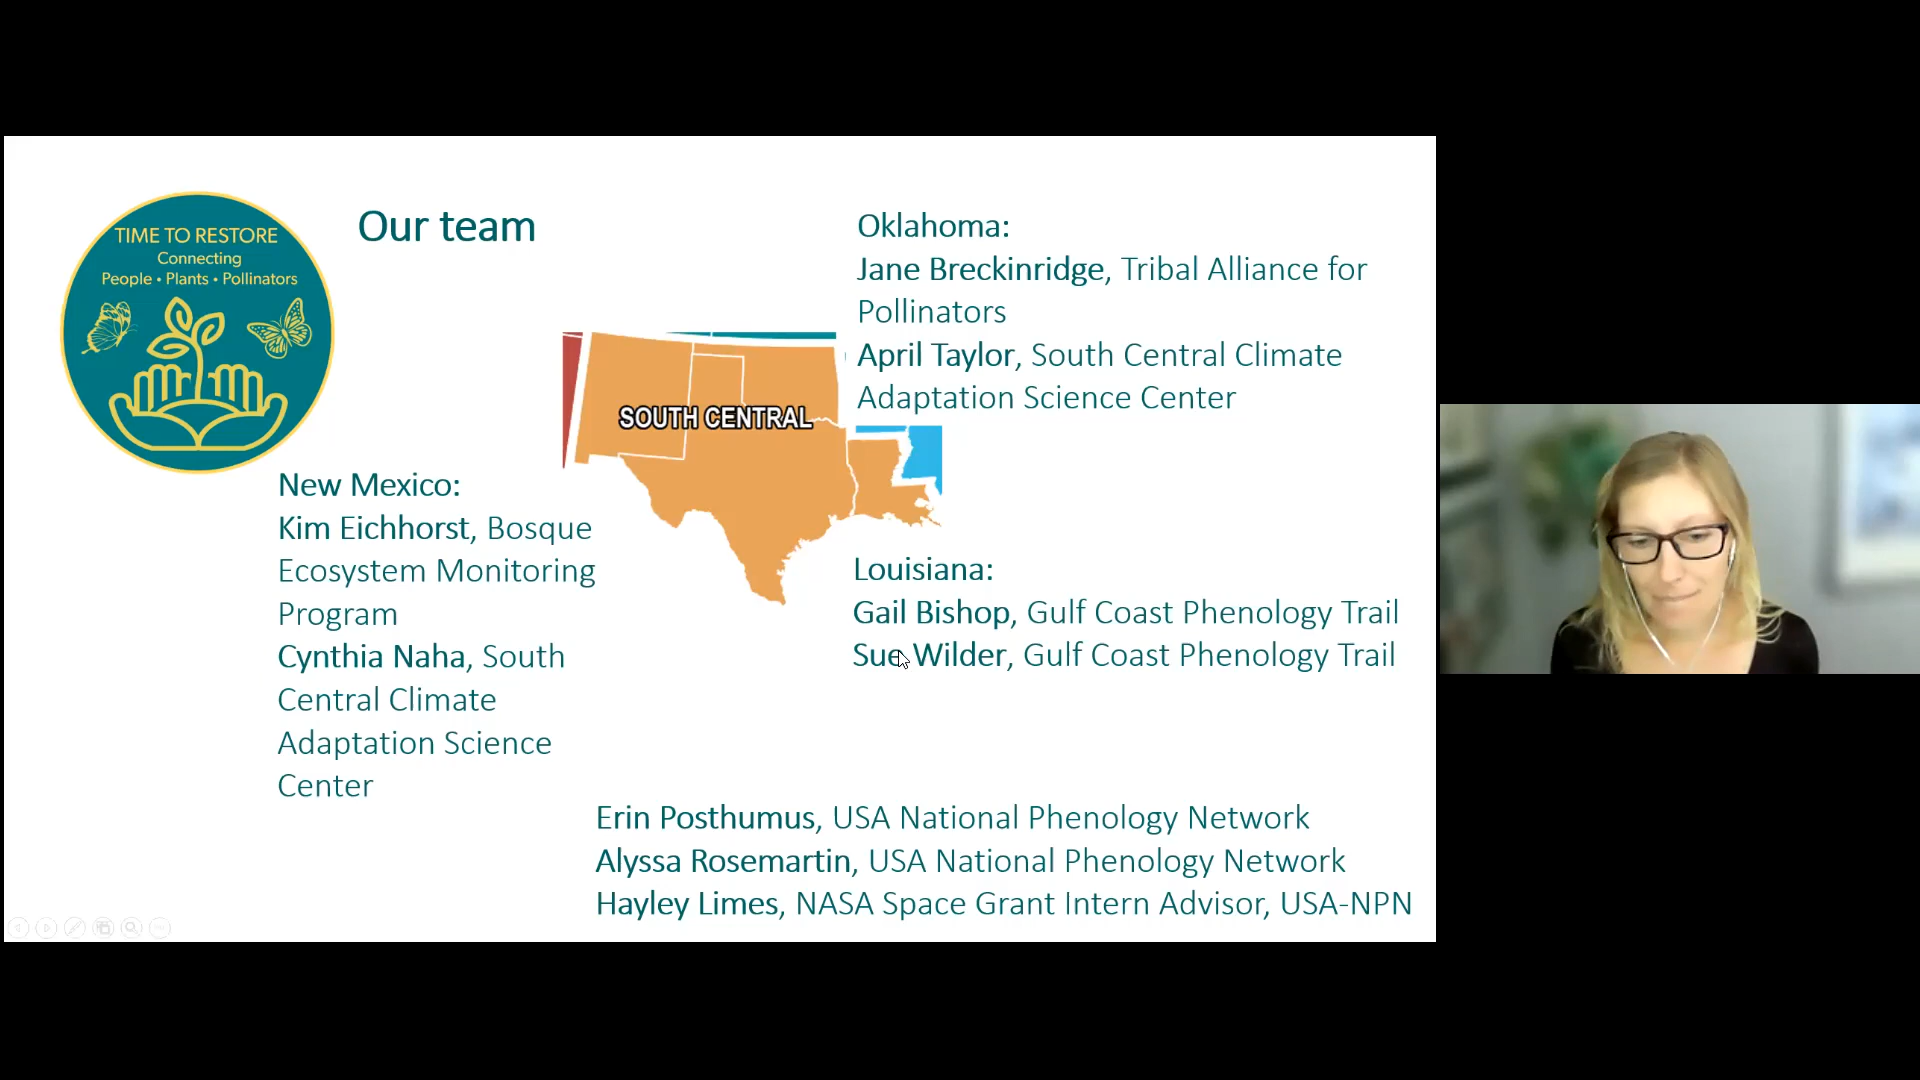 TIME TO RESTORE
Connecting
People • Plants • Pollinators
Our team
Oklahoma:
Jane Breckinridge, Tribal Alliance for
Pollinators
April Taylor, South Central Climate
Adaptation Science Center
SOUTH CENTRAL
New Mexico:
Kim Eichhorst, Bosque
Ecosystem Monitoring
Program
Cynthia Naha, South
Central Climate
Adaptation Science
Center
Louisiana:
Gail Bishop, Gulf Coast Phenology Trail
Sue Wilder, Gulf Coast Phenology Trail
Erin Posthumus, USA National Phenology Network
Alyssa Rosemartin, USA National Phenology Network
Hayley Limes, NASA Space Grant Intern Advisor, USA-NPN